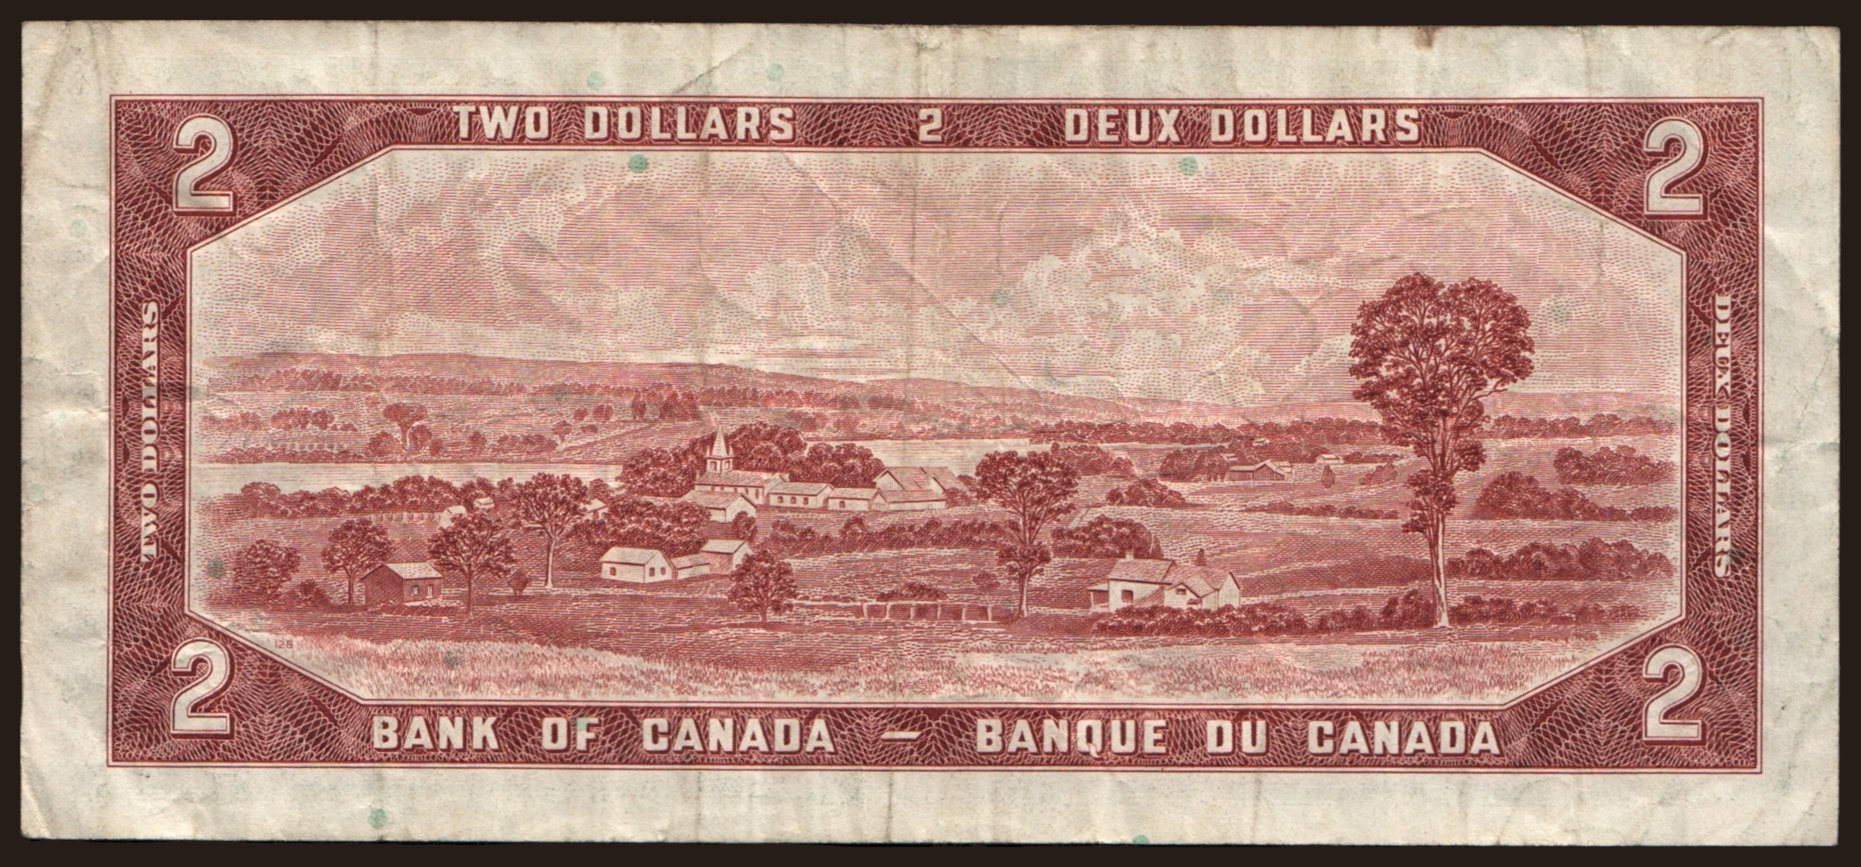 2 TWO DOLLARS 2 DEUX DOLLARS 2
TWO DOLLARS
DEUX DOLLARS
128
2 BANK OF CANADA – BANQUE DU CANADA 2